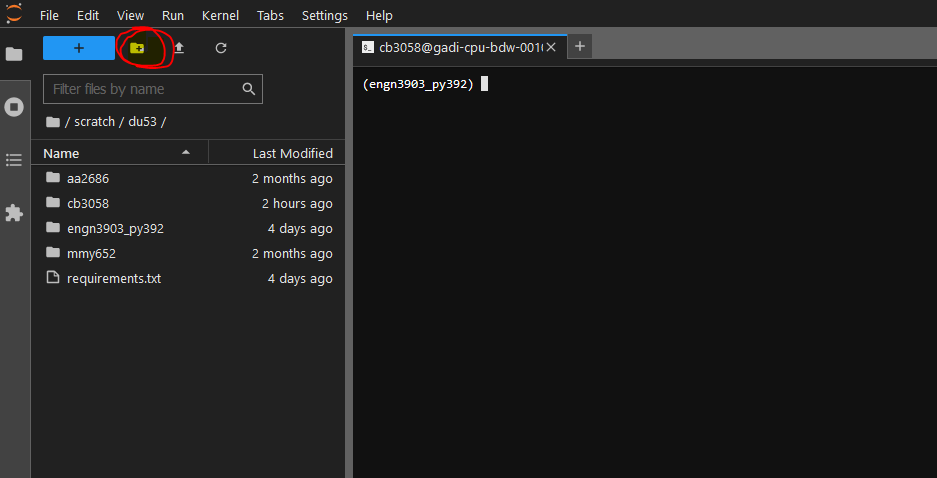 File Edit View Run Kernel Tabs Settings Help
+
cb3058@gadi-cpu-bdw-001
Filter files by name
(engn3903_py392)
/ scratch / du53 /
Name Last Modified
aa2686 2 months ago
cb3058 2 hours ago
engn3903_py392 4 days ago
mmy652 2 months ago
requirements.txt 4 days ago